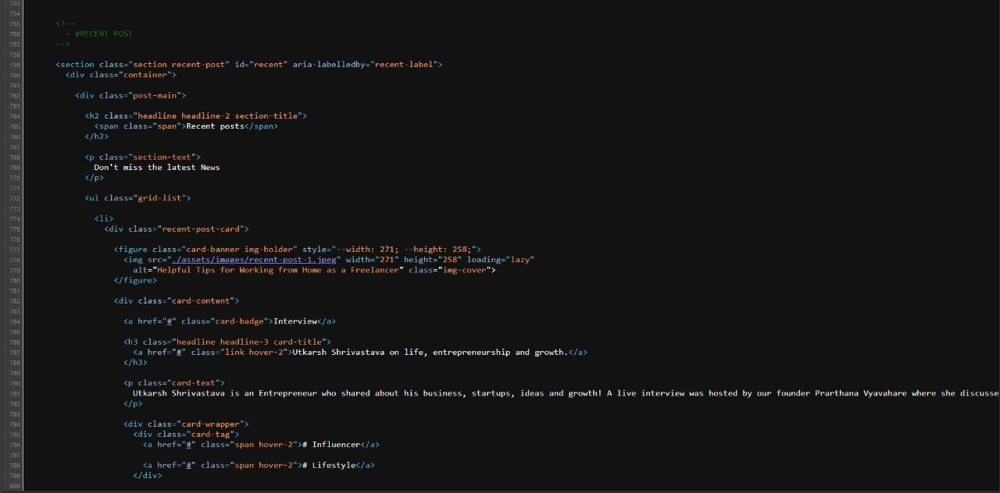 753
754
755 <!--
756 - #RECENT POST
757 -->
758
759 <section class="section recent-post" id="recent" aria-labelledby="recent-label">
760 <div class="container">
761
762 <div class="post-main">
763
764 <h2 class="headline headline-2 section-title">
765 <span class="span">Recent posts</span>
766 </h2>
767
768 <p class="section-text">
769 Don't miss the latest News
770 </p>
771
772 <ul class="grid-list">
773
774 <li>
775 <div class="recent-post-card">
776
777 <figure class="card-banner img-holder" style="--width: 271; --height: 258;">
778 <img src="./assets/images/recent-post-1.jpeg" width="271" height="258" loading="lazy"
779 alt="Helpful Tips for Working from Home as a Freelancer" class="img-cover">
780 </figure>
781
782 <div class="card-content">
783
784 <a href="#" class="card-badge">Interview</a>
785
786 <h3 class="headline headline-3 card-title">
787 <a href="#" class="link hover-2">Utkarsh Shrivastava on life, entrepreneurship and growth.</a>
788 </h3>
789
790 <p class="card-text">
791 Utkarsh Shrivastava is an Entrepreneur who shared about his business, startups, ideas and growth! A live interview was hosted by our founder Prarthana Vyavahare where she discusse
792 </p>
793
794 <div class="card-wrapper">
795 <div class="card-tag">
796 <a href="#" class="span hover-2"># Influencer</a>
797
798 <a href="#" class="span hover-2"># Lifestyle</a>
799 </div>
800